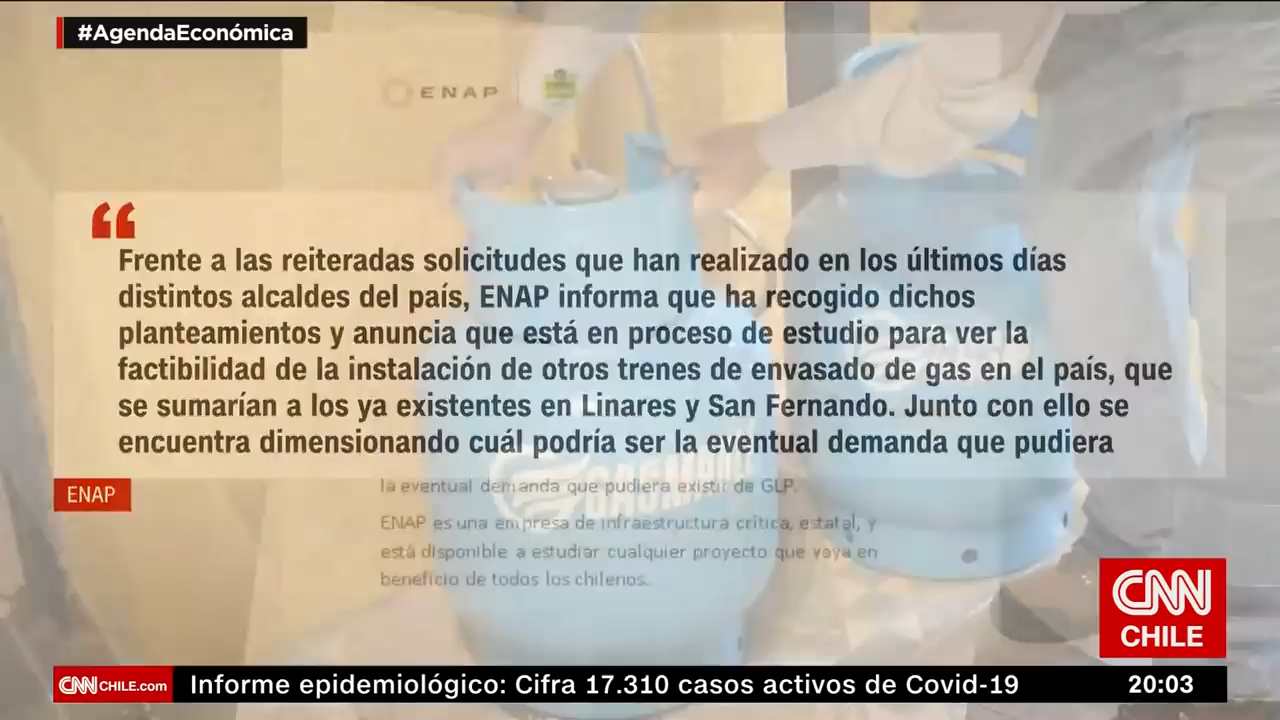 #AgendaEconómica
ENAP
Frente a las reiteradas solicitudes que han realizado en los últimos días
distintos alcaldes del país, ENAP informa que ha recogido dichos
planteamientos y anuncia que está en proceso de estudio para ver la
factibilidad de la instalación de otros trenes de envasado de gas en el país, que
se sumarían a los ya existentes en Linares y San Fernando. Junto con ello se
encuentra dimensionando cuál podría ser la eventual demanda que pudiera
ENAP
la eventual demanda que pudiera existir de GLP.
ENAP es una empresa de infraestructura crítica, estatal, y
está disponible a estudiar cualquier proyecto que vaya en
beneficio de todos los chilenos.
CNN
CHILE
CNNCHILE.com
Informe epidemiológico: Cifra 17.310 casos activos de Covid-19
20:03